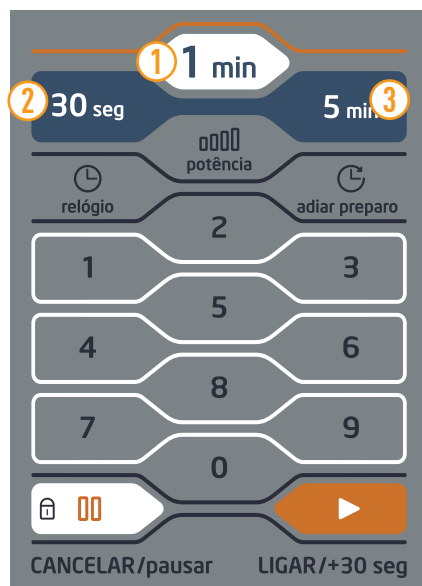 1 1 min
2 30 seg
5 min 3
potência
relógio
adiar preparo
2
1
3
5
4
6
8
7
9
0
CANCELAR/pausar
LIGAR/+30 seg